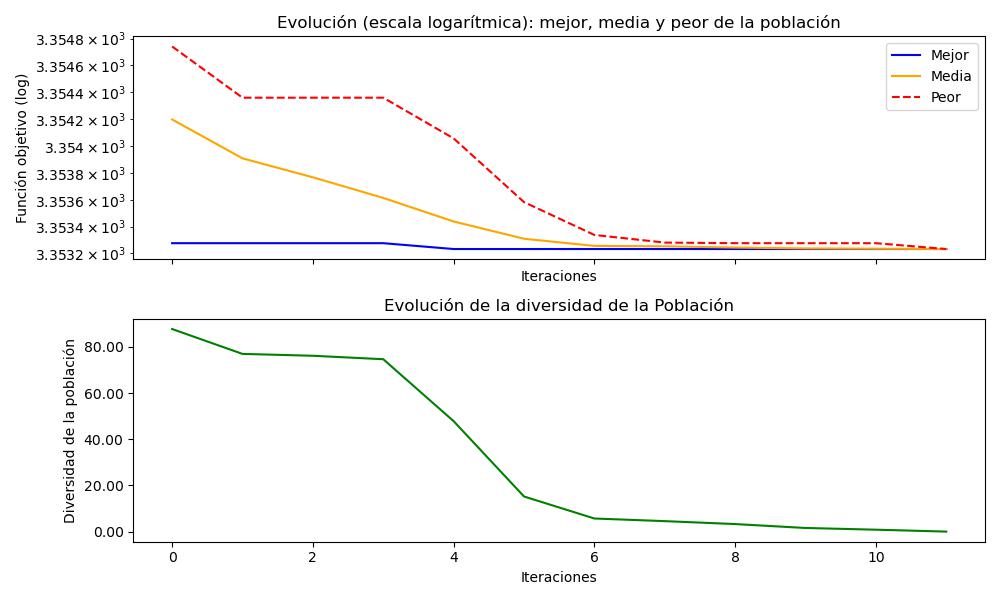 Evolución (escala logarítmica): mejor, media y peor de la población
Función objetivo (log)
3.3548 × 10³
3.3546 × 10³
3.3544 × 10³
3.3542 × 10³
3.354 × 10³
3.3538 × 10³
3.3536 × 10³
3.3534 × 10³
3.3532 × 10³
Mejor
Media
Peor
Iteraciones
Evolución de la diversidad de la Población
Diversidad de la población
80.00
60.00
40.00
20.00
0.00
0 2 4 6 8 10
Iteraciones